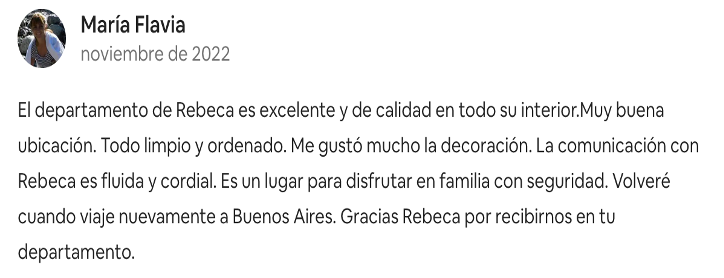 María Flavia
noviembre de 2022
El departamento de Rebeca es excelente y de calidad en todo su interior.Muy buena
ubicación. Todo limpio y ordenado. Me gustó mucho la decoración. La comunicación con
Rebeca es fluida y cordial. Es un lugar para disfrutar en familia con seguridad. Volveré
cuando viaje nuevamente a Buenos Aires. Gracias Rebeca por recibirnos en tu
departamento.